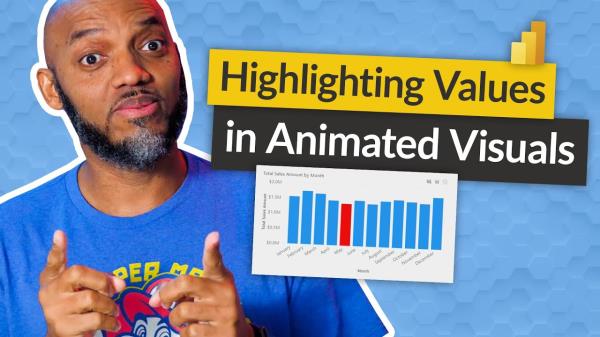 Highlighting Values
in Animated Visuals
Total Sales Amount by Month
$2.0M
$1.5M
$1.0M
$0.5M
$0.0M
Total Sales Amount
January
February
March
April
May
June
July
August
September
October
November
December
Month
PER M